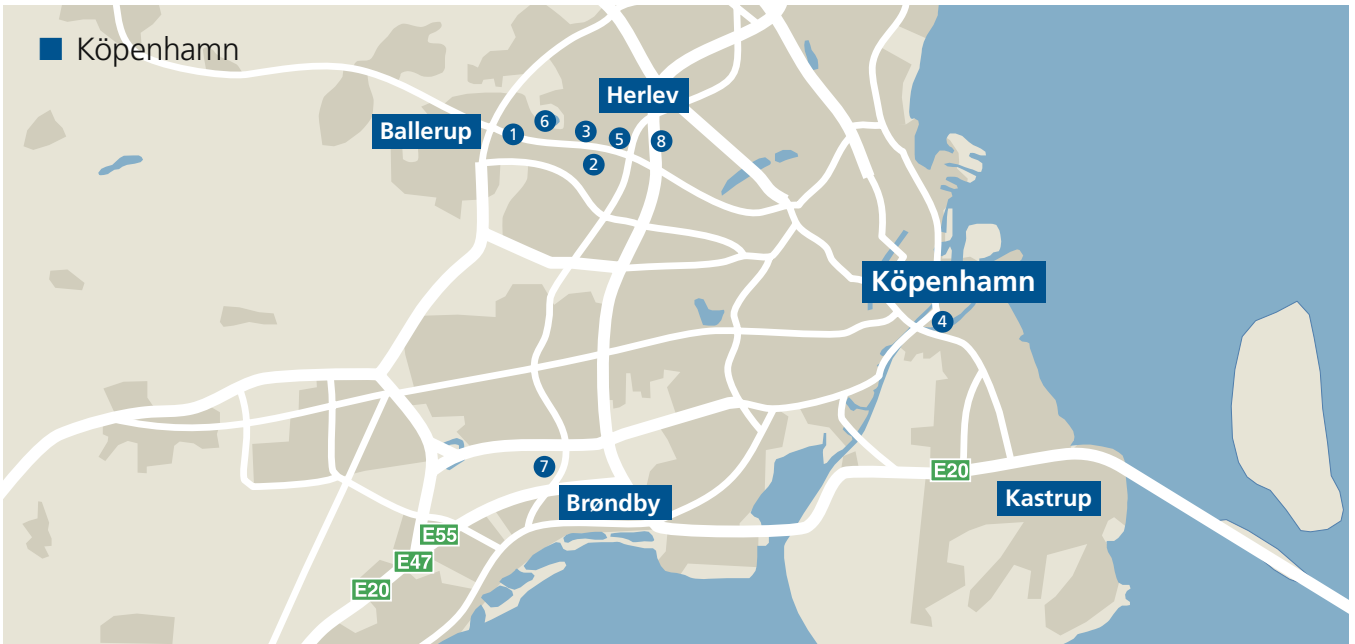 Köpenhamn
Herlev
Ballerup
1
6
3
5
8
2
Köpenhamn
4
7
E20
Kastrup
Brøndby
E55
E47
E20